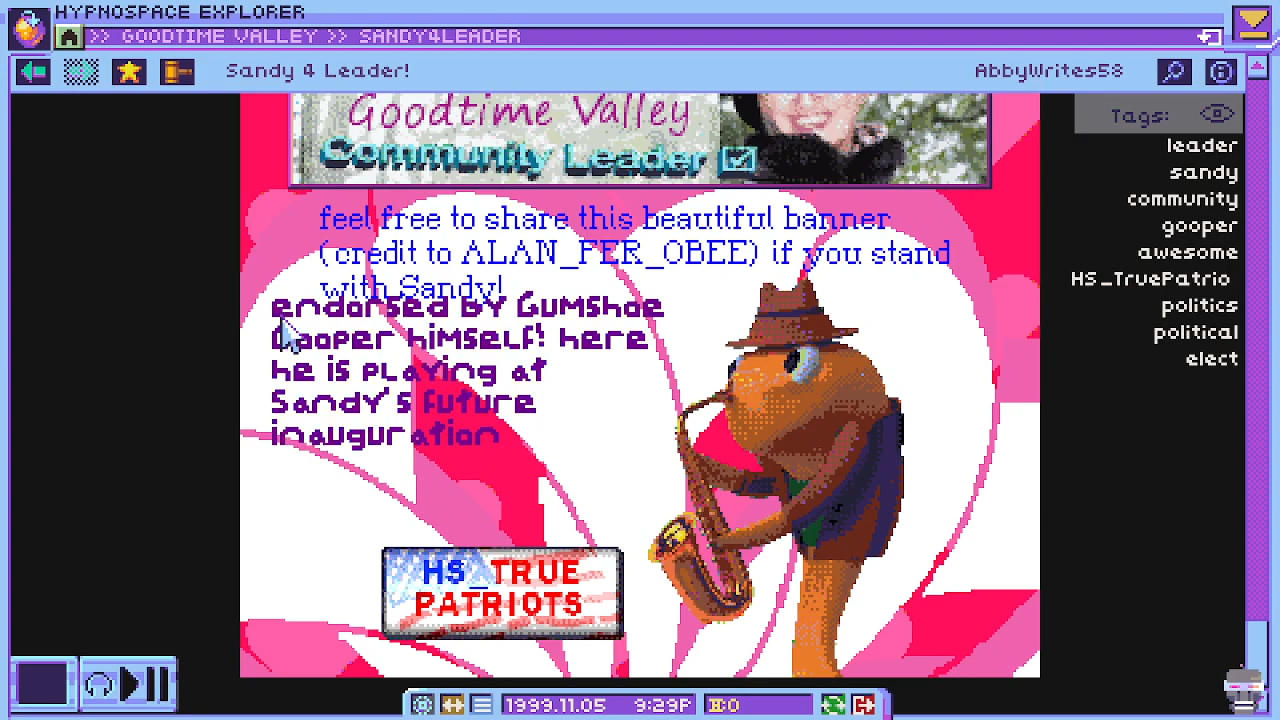 HYPNOSPACE EXPLORER
>> GOODTIME VALLEY >> SANDY4LEADER
Sandy 4 Leader!
AbbyWrites58
Goodtime Valley
Community Leader
feel free to share this beautiful banner
(credit to ALAN_FER_OBEE) if you stand
with Sandy!
endorsed by Gumshoe
Gooper himself! here
he is playing at
Sandy's future
inauguration
HS_TRUE
PATRIOTS
Tags:
leader
sandy
community
gooper
awesome
HS_TruePatrio
politics
political
elect
1999.11.05 9:29P
:0